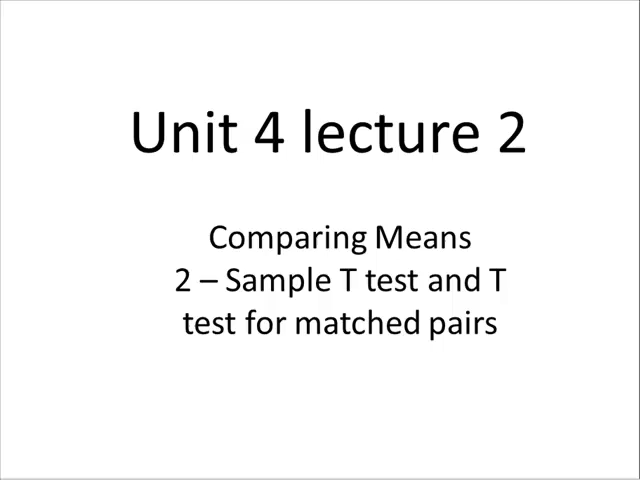 Unit 4 lecture 2
Comparing Means
2 – Sample T test and T
test for matched pairs